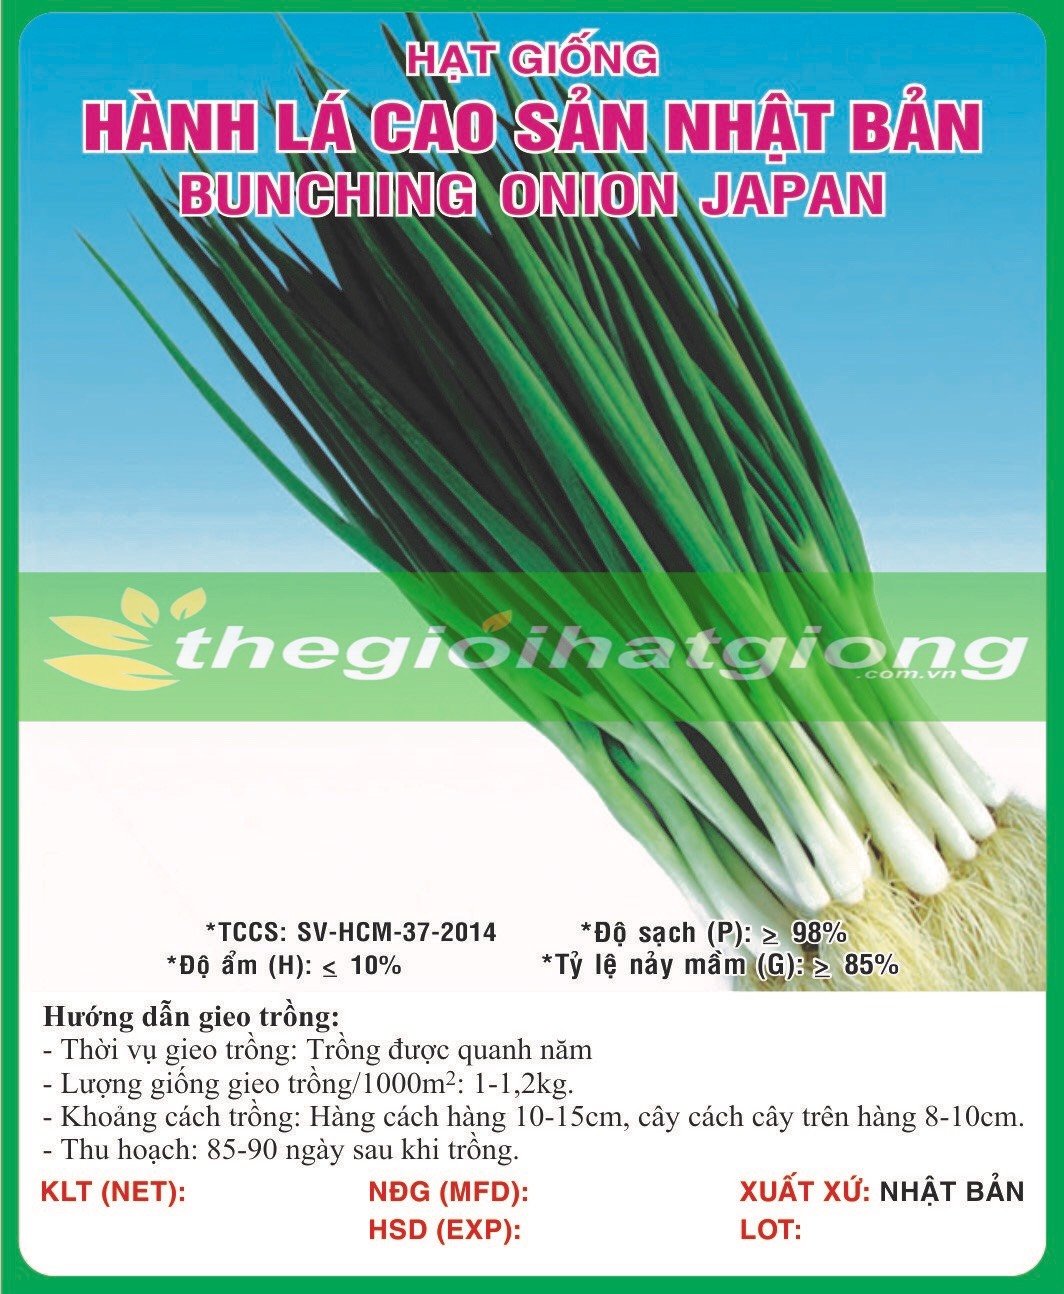 HẠT GIỐNG
HÀNH LÁ CAO SẢN NHẬT BẢN
BUNCHING ONION JAPAN
thegioihatgiong
.com.vn
*TCCS: SV-HCM-37-2014 *Độ sạch (P): ≥ 98%
*Độ ẩm (H): ≤ 10% *Tỷ lệ nảy mầm (G): ≥ 85%
Hướng dẫn gieo trồng:
- Thời vụ gieo trồng: Trồng được quanh năm
- Lượng giống gieo trồng/1000m²: 1-1,2kg.
- Khoảng cách trồng: Hàng cách hàng 10-15cm, cây cách cây trên hàng 8-10cm.
- Thu hoạch: 85-90 ngày sau khi trồng.
KLT (NET): NĐG (MFD): XUẤT XỨ: NHẬT BẢN
HSD (EXP): LOT: